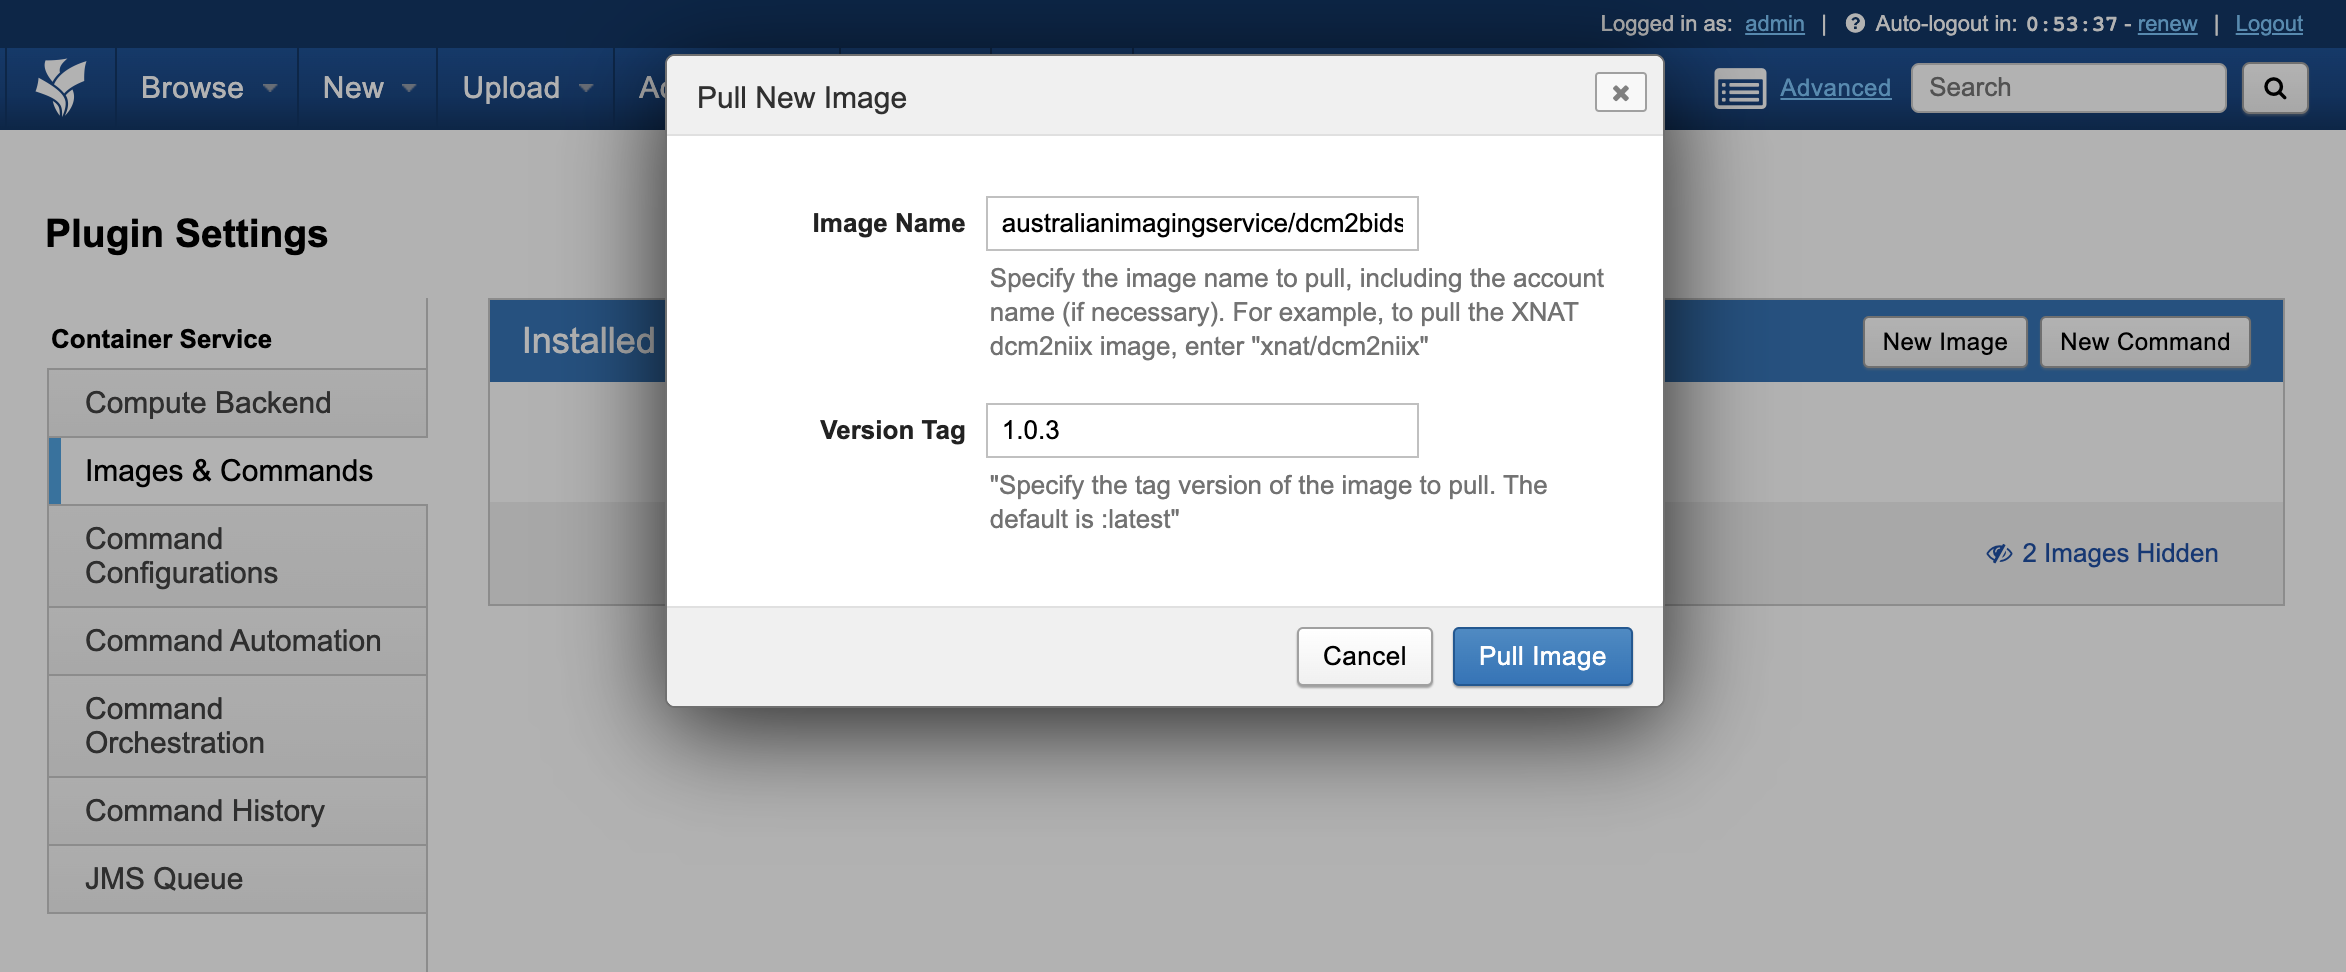 Logged in as: admin | Auto-logout in: 0:53:37 - renew | Logout
Browse New Upload Advanced Search
Pull New Image
Plugin Settings
Container Service
Compute Backend
Images & Commands
Command
Configurations
Command Automation
Command
Orchestration
Command History
JMS Queue
Installed
New Image New Command
2 Images Hidden
Image Name australianimagingservice/dcm2bids
Specify the image name to pull, including the account
name (if necessary). For example, to pull the XNAT
dcm2niix image, enter "xnat/dcm2niix"
Version Tag 1.0.3
"Specify the tag version of the image to pull. The
default is :latest"
Cancel Pull Image